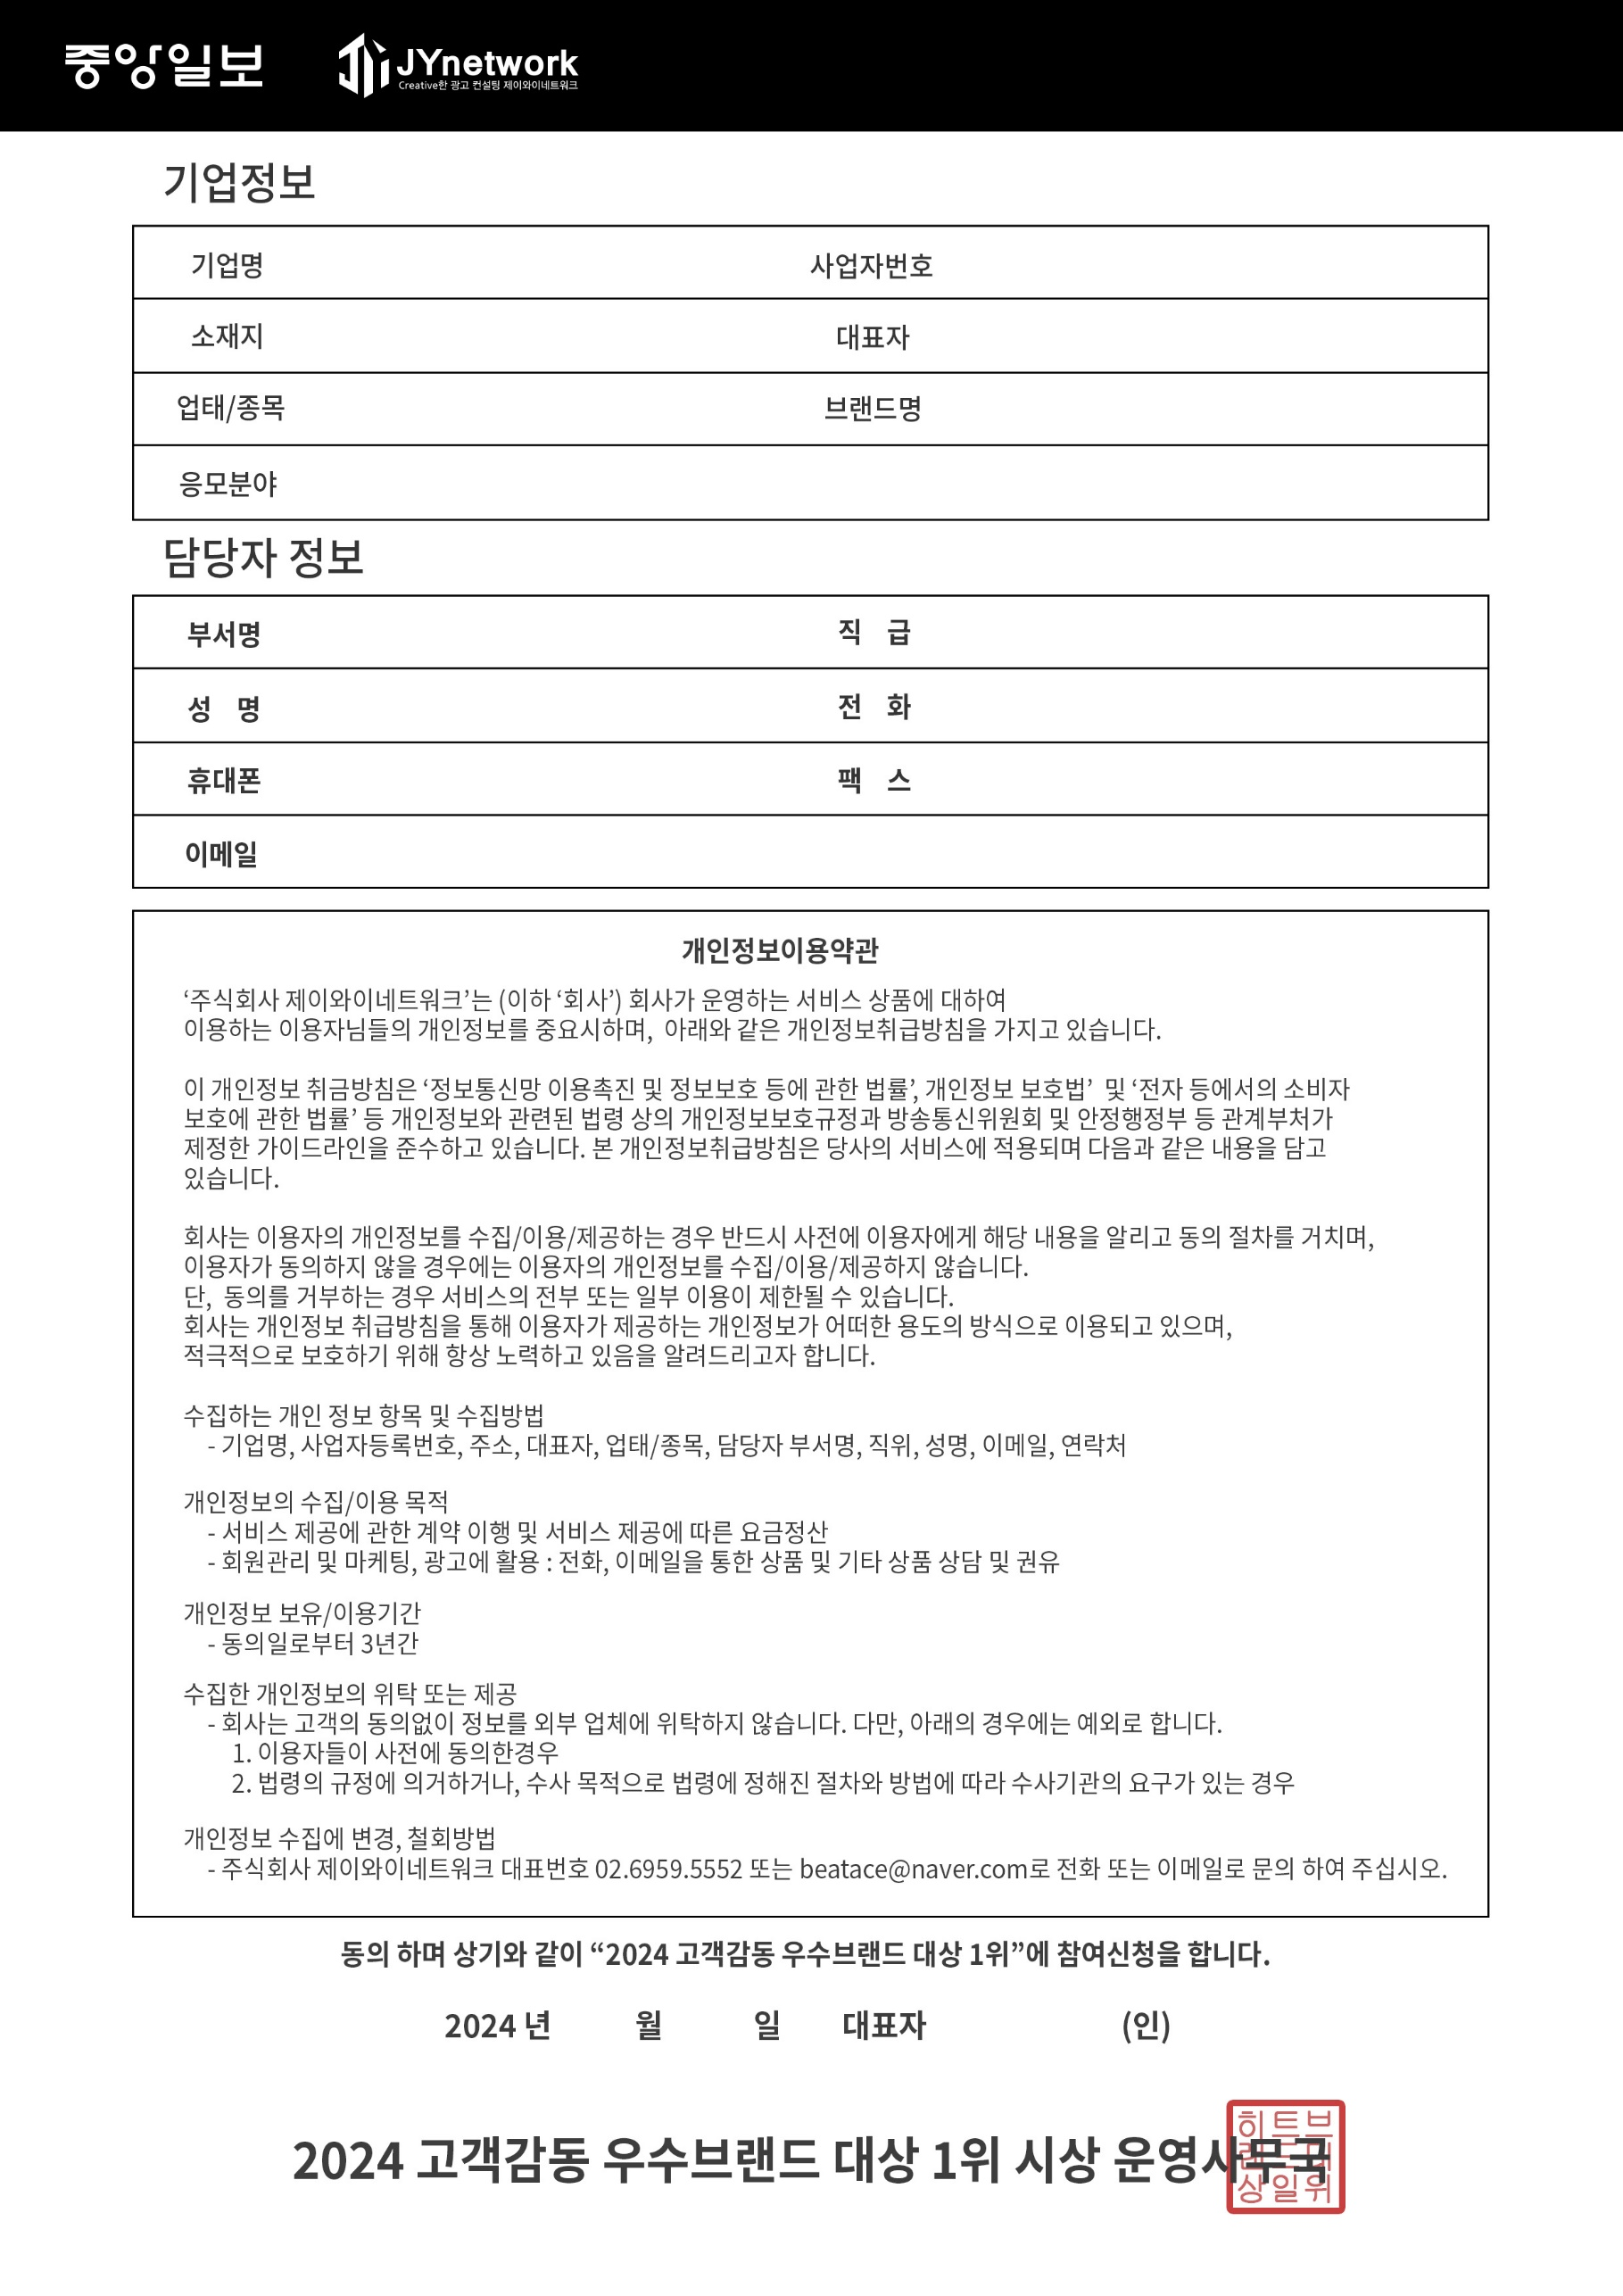 중앙일보
JYnetwork
Creative한 광고 컨설팅 제이와이네트워크
기업정보
기업명 사업자번호
소재지 대표자
업태/종목 브랜드명
응모분야
담당자 정보
부서명 직 급
성 명 전 화
휴대폰 팩 스
이메일
개인정보이용약관
‘주식회사 제이와이네트워크’는 (이하 ‘회사’) 회사가 운영하는 서비스 상품에 대하여
이용하는 이용자님들의 개인정보를 중요시하며, 아래와 같은 개인정보취급방침을 가지고 있습니다.
이 개인정보 취금방침은 ‘정보통신망 이용촉진 및 정보보호 등에 관한 법률’, 개인정보 보호법’ 및 ‘전자 등에서의 소비자
보호에 관한 법률’ 등 개인정보와 관련된 법령 상의 개인정보보호규정과 방송통신위원회 및 안정행정부 등 관계부처가
제정한 가이드라인을 준수하고 있습니다. 본 개인정보취급방침은 당사의 서비스에 적용되며 다음과 같은 내용을 담고
있습니다.
회사는 이용자의 개인정보를 수집/이용/제공하는 경우 반드시 사전에 이용자에게 해당 내용을 알리고 동의 절차를 거치며,
이용자가 동의하지 않을 경우에는 이용자의 개인정보를 수집/이용/제공하지 않습니다.
단, 동의를 거부하는 경우 서비스의 전부 또는 일부 이용이 제한될 수 있습니다.
회사는 개인정보 취급방침을 통해 이용자가 제공하는 개인정보가 어떠한 용도의 방식으로 이용되고 있으며,
적극적으로 보호하기 위해 항상 노력하고 있음을 알려드리고자 합니다.
수집하는 개인 정보 항목 및 수집방법
- 기업명, 사업자등록번호, 주소, 대표자, 업태/종목, 담당자 부서명, 직위, 성명, 이메일, 연락처
개인정보의 수집/이용 목적
- 서비스 제공에 관한 계약 이행 및 서비스 제공에 따른 요금정산
- 회원관리 및 마케팅, 광고에 활용 : 전화, 이메일을 통한 상품 및 기타 상품 상담 및 권유
개인정보 보유/이용기간
- 동의일로부터 3년간
수집한 개인정보의 위탁 또는 제공
- 회사는 고객의 동의없이 정보를 외부 업체에 위탁하지 않습니다. 다만, 아래의 경우에는 예외로 합니다.
1. 이용자들이 사전에 동의한경우
2. 법령의 규정에 의거하거나, 수사 목적으로 법령에 정해진 절차와 방법에 따라 수사기관의 요구가 있는 경우
개인정보 수집에 변경, 철회방법
- 주식회사 제이와이네트워크 대표번호 02.6959.5552 또는 beatace@naver.com로 전화 또는 이메일로 문의 하여 주십시오.
동의 하며 상기와 같이 “2024 고객감동 우수브랜드 대상 1위”에 참여신청을 합니다.
2024 년 월 일 대표자 (인)
2024 고객감동 우수브랜드 대상 1위 시상 운영사무국
히트브
상일위